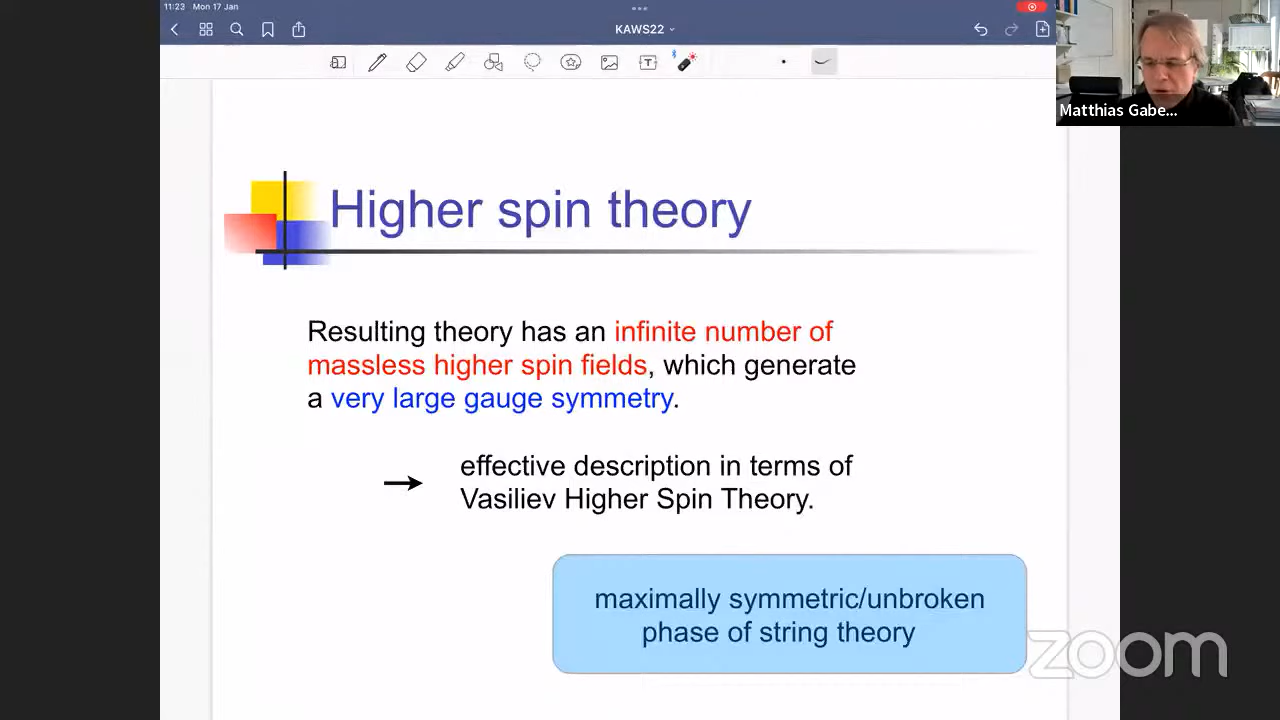 11:23 Mon 17 Jan
KAWS22
Matthias Gabe...
Higher spin theory
Resulting theory has an infinite number of
massless higher spin fields, which generate
a very large gauge symmetry.
→ effective description in terms of
Vasiliev Higher Spin Theory.
maximally symmetric/unbroken
phase of string theory
zoom